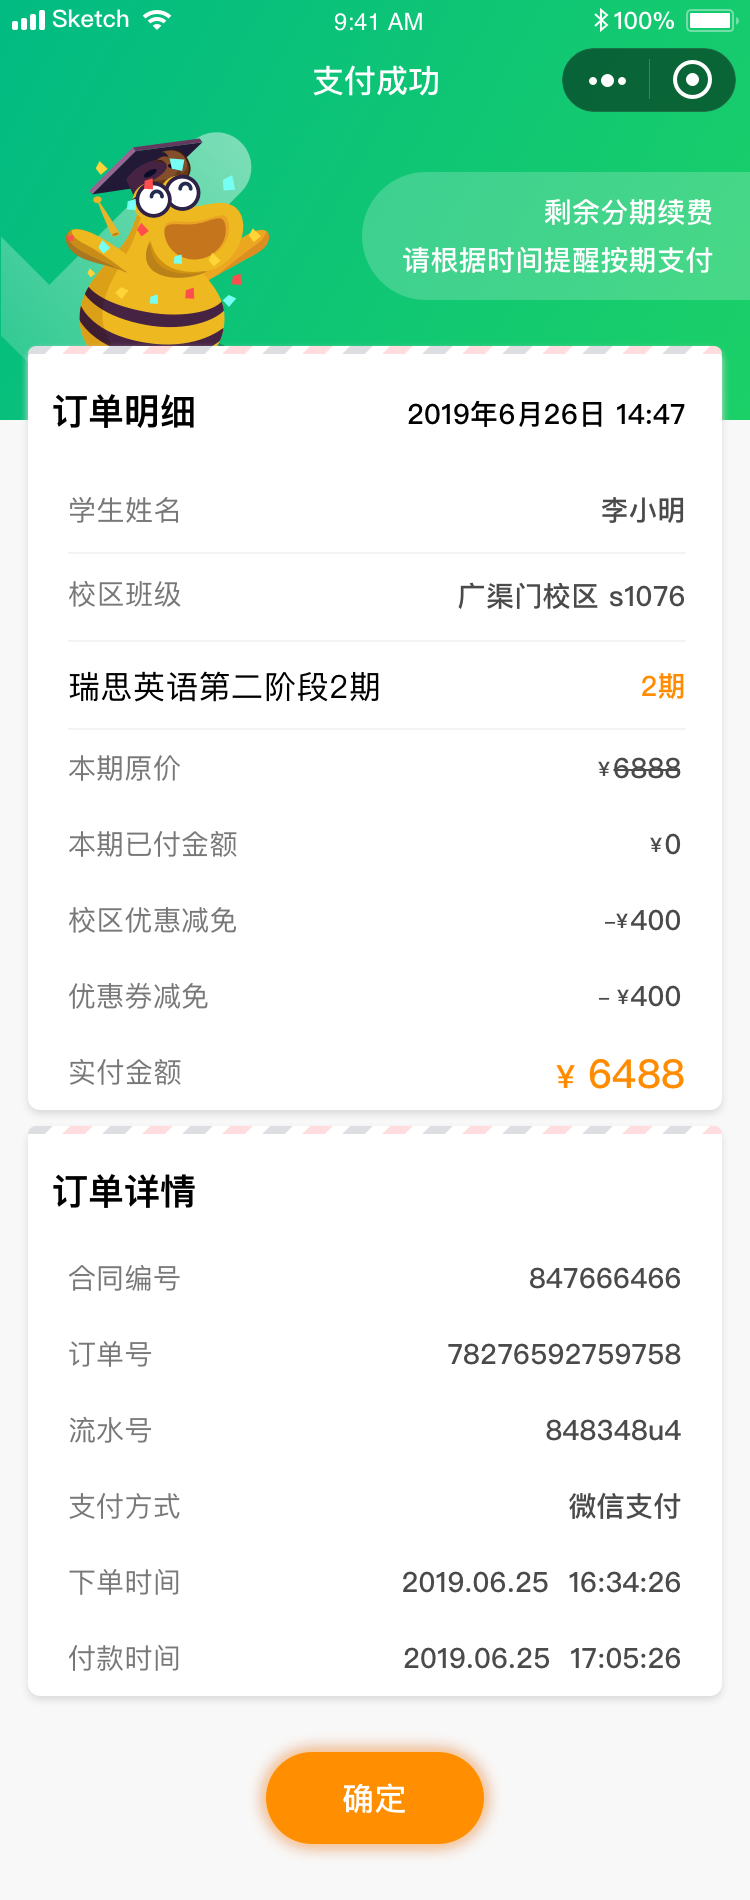 Sketch 9:41 AM 100%
支付成功
剩余分期续费
请根据时间提醒按期支付
订单明细 2019年6月26日 14:47
学生姓名 李小明
校区班级 广渠门校区 s1076
瑞思英语第二阶段2期 2期
本期原价 ¥6888
本期已付金额 ¥0
校区优惠减免 -¥400
优惠券减免 - ¥400
实付金额 ¥ 6488
订单详情
合同编号 847666466
订单号 78276592759758
流水号 848348u4
支付方式 微信支付
下单时间 2019.06.25 16:34:26
付款时间 2019.06.25 17:05:26
确定